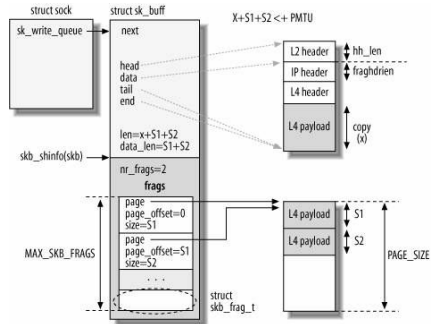 struct sock
struct sk_buff
X+S1+S2 <+ PMTU
sk_write_queue
next
head
data
tail
end
len=x+S1+S2
data_len=S1+S2
L2 header
IP header
L4 header
L4 payload
hh_len
fraghdrien
copy
(x)
skb_shinfo(skb)
nr_frags=2
frags
page
page_offset=0
size=S1
page
page_offset=S1
size=S2
. . .
MAX_SKB_FRAGS
struct
skb_frag_t
L4 payload
L4 payload
S1
S2
PAGE_SIZE